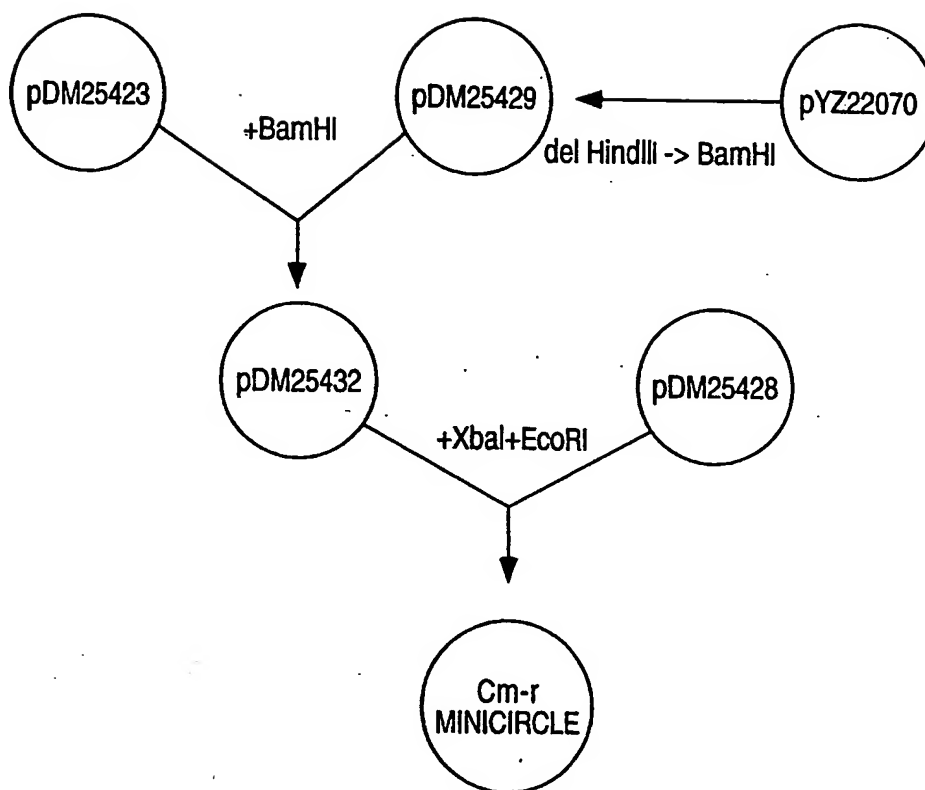 pDM25423
pDM25429
pYZ22070
+BamHI
del HindIII -> BamHI
pDM25432
pDM25428
+XbaI+EcoRI
Cm-r
MINICIRCLE